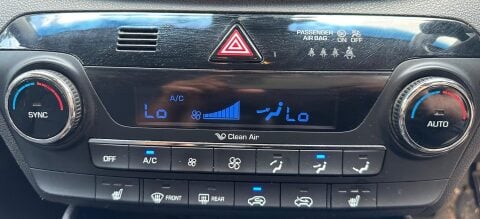 PASSENGER
AIR BAG
ON OFF
A/C
Lo
Lo
Clean Air
SYNC
AUTO
OFF
A/C
FRONT
REAR